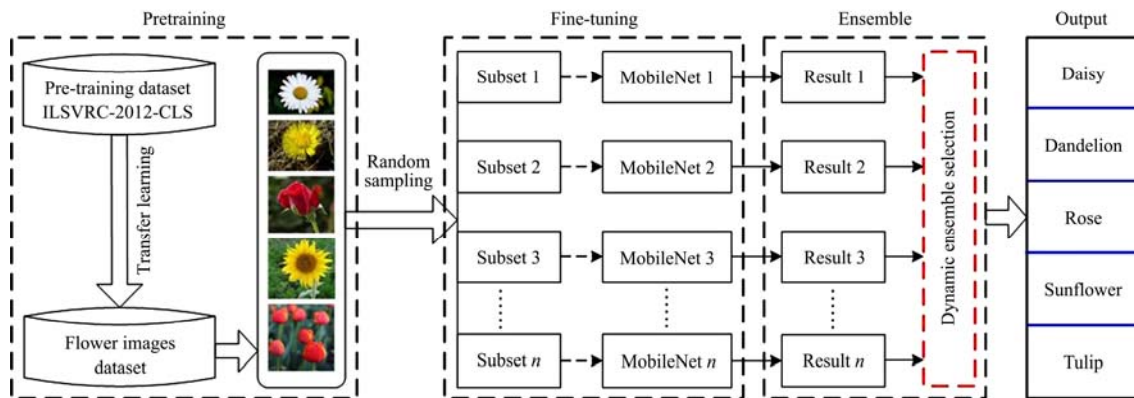 Pretraining
Fine-tuning
Ensemble
Output
Pre-training dataset
ILSVRC-2012-CLS
Transfer learning
Flower images
dataset
Random
sampling
Subset 1
MobileNet 1
Result 1
Subset 2
MobileNet 2
Result 2
Subset 3
MobileNet 3
Result 3
Subset n
MobileNet n
Result n
Dynamic ensemble selection
Daisy
Dandelion
Rose
Sunflower
Tulip